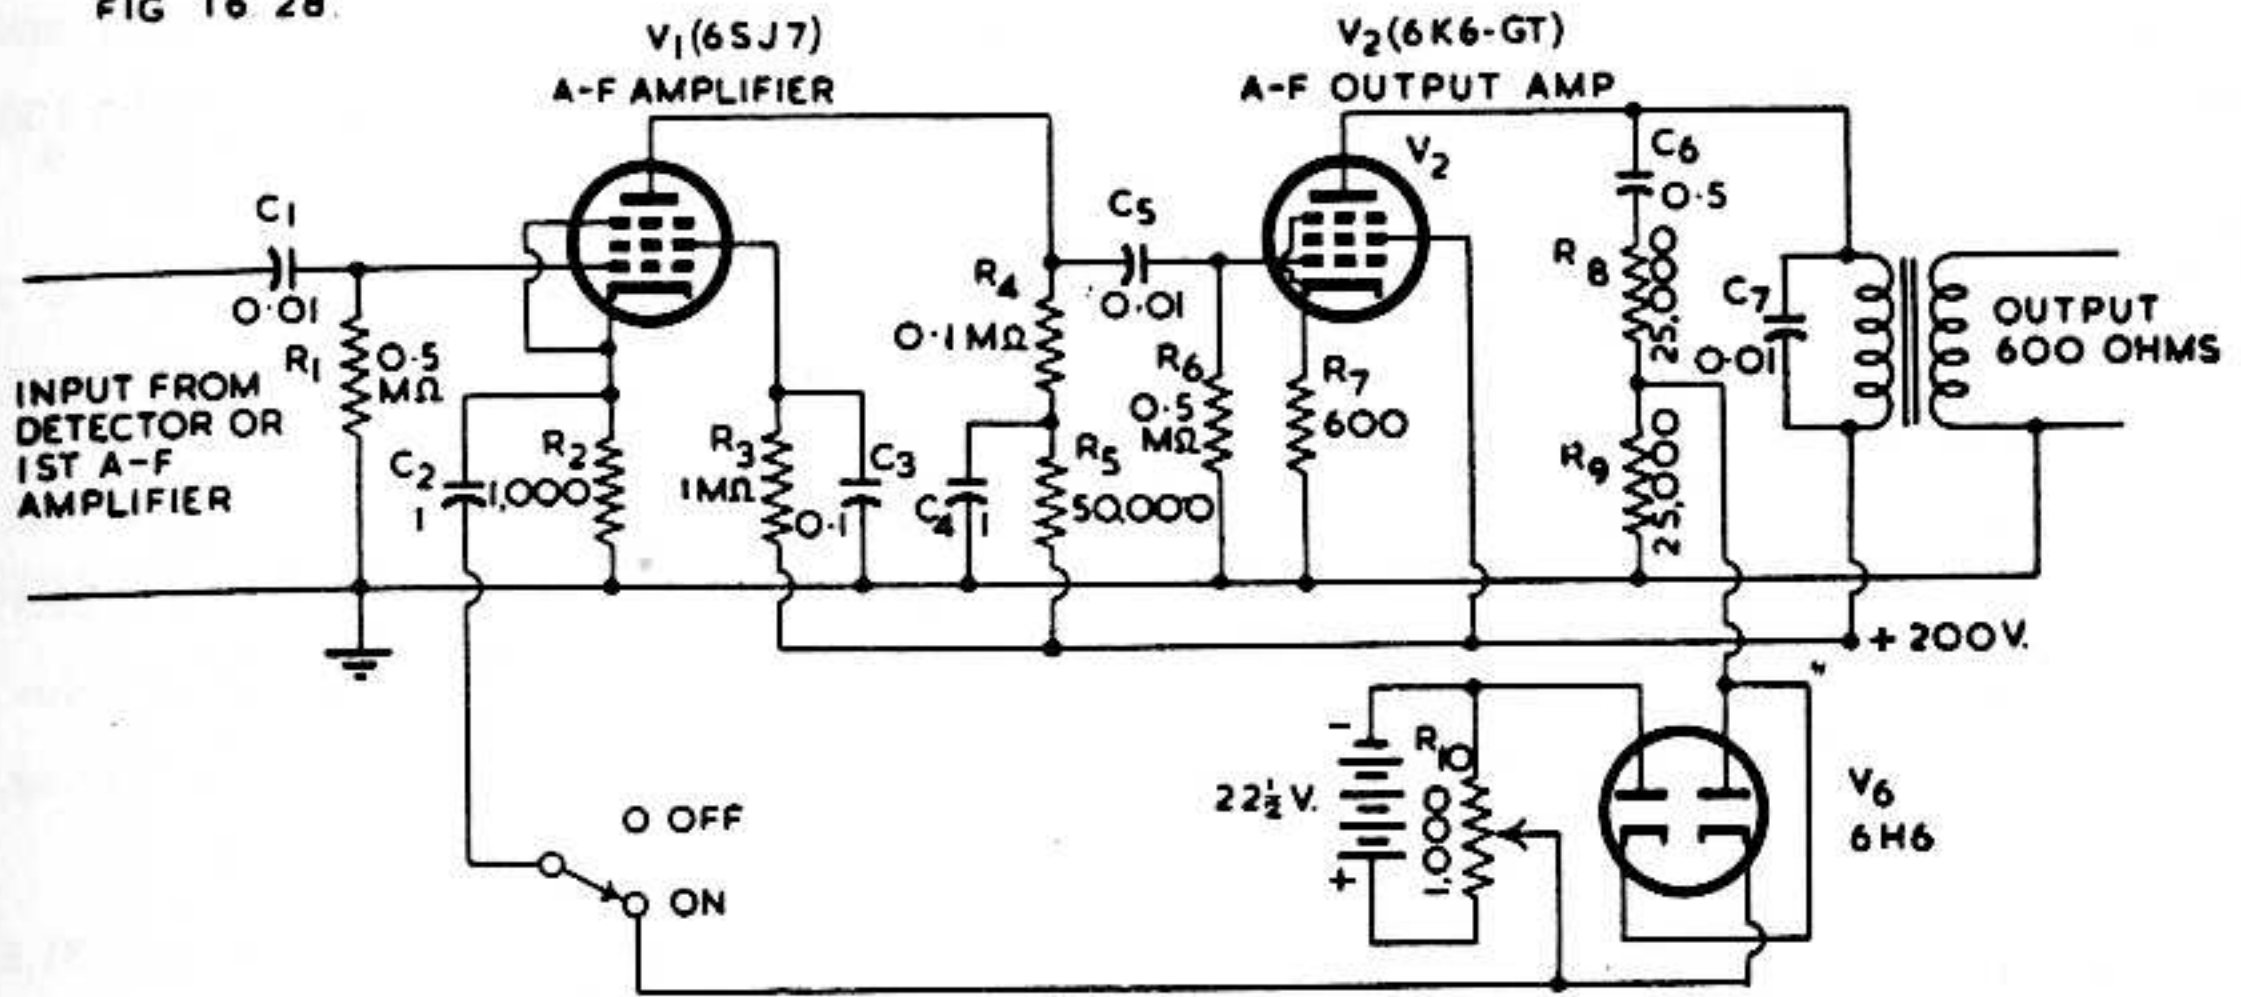 FIG 16 28.
V1(6SJ7)
A-F AMPLIFIER
V2(6K6-GT)
A-F OUTPUT AMP
V2
C1
0·01
R1
0·5
MΩ
INPUT FROM
DETECTOR OR
1ST A-F
AMPLIFIER
C2
1
R2
1,000
R3
1MΩ
C3
0·1
R4
0·1MΩ
C4
1
R5
50,000
C5
0·01
R6
0·5
MΩ
R7
600
C6
0·5
R8
25,000
R9
25,000
C7
0·01
OUTPUT
600 OHMS
+ 200V.
-
22½V.
+
R10
1,000
V6
6H6
O OFF
ON